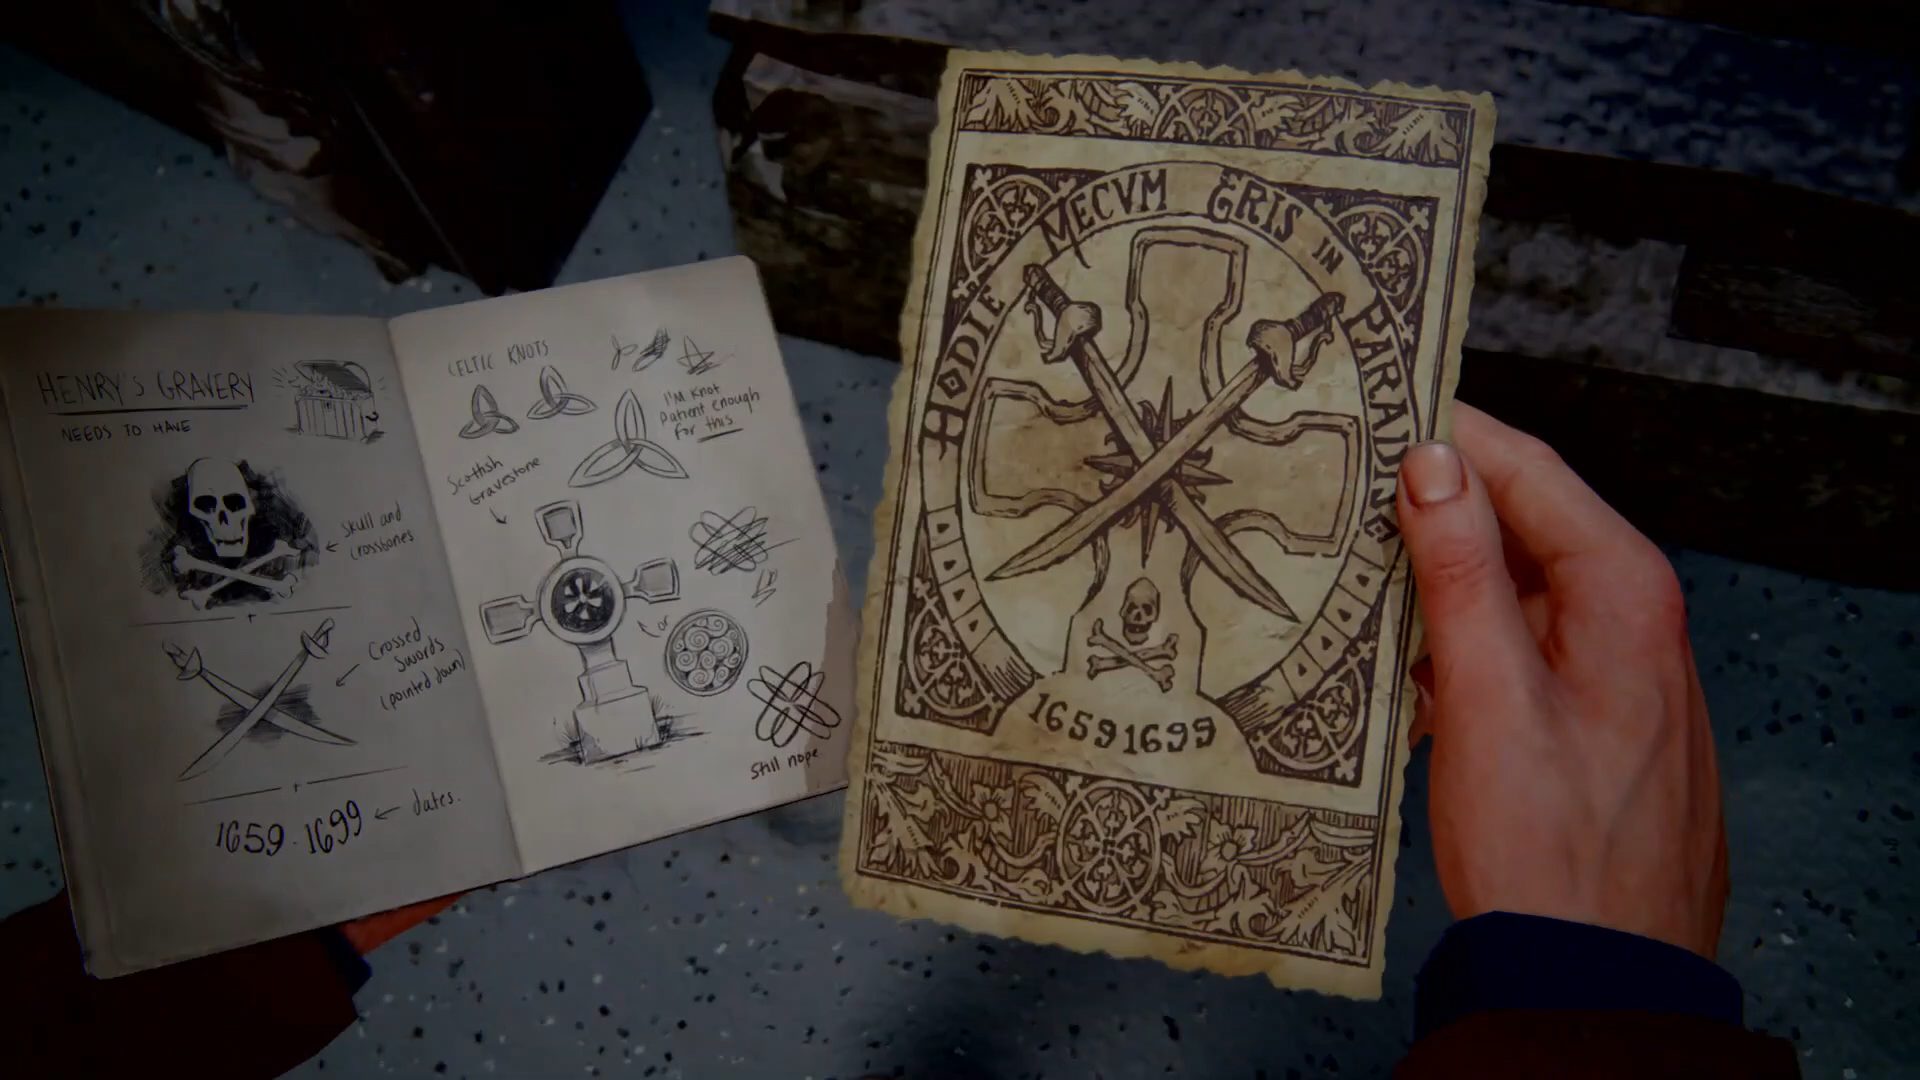 HENRY'S GRAVERY
NEEDS TO HAVE
Skull and
Crossbones
+
Crossed
Swords
(pointed down)
+
1659 - 1699
dates.
CELTIC KNOTS
I'M Knot
Patient enough
for this
Scottish
Gravestone
or
Still nope
HODIE MECVM ERIS IN PARADISO
16591699